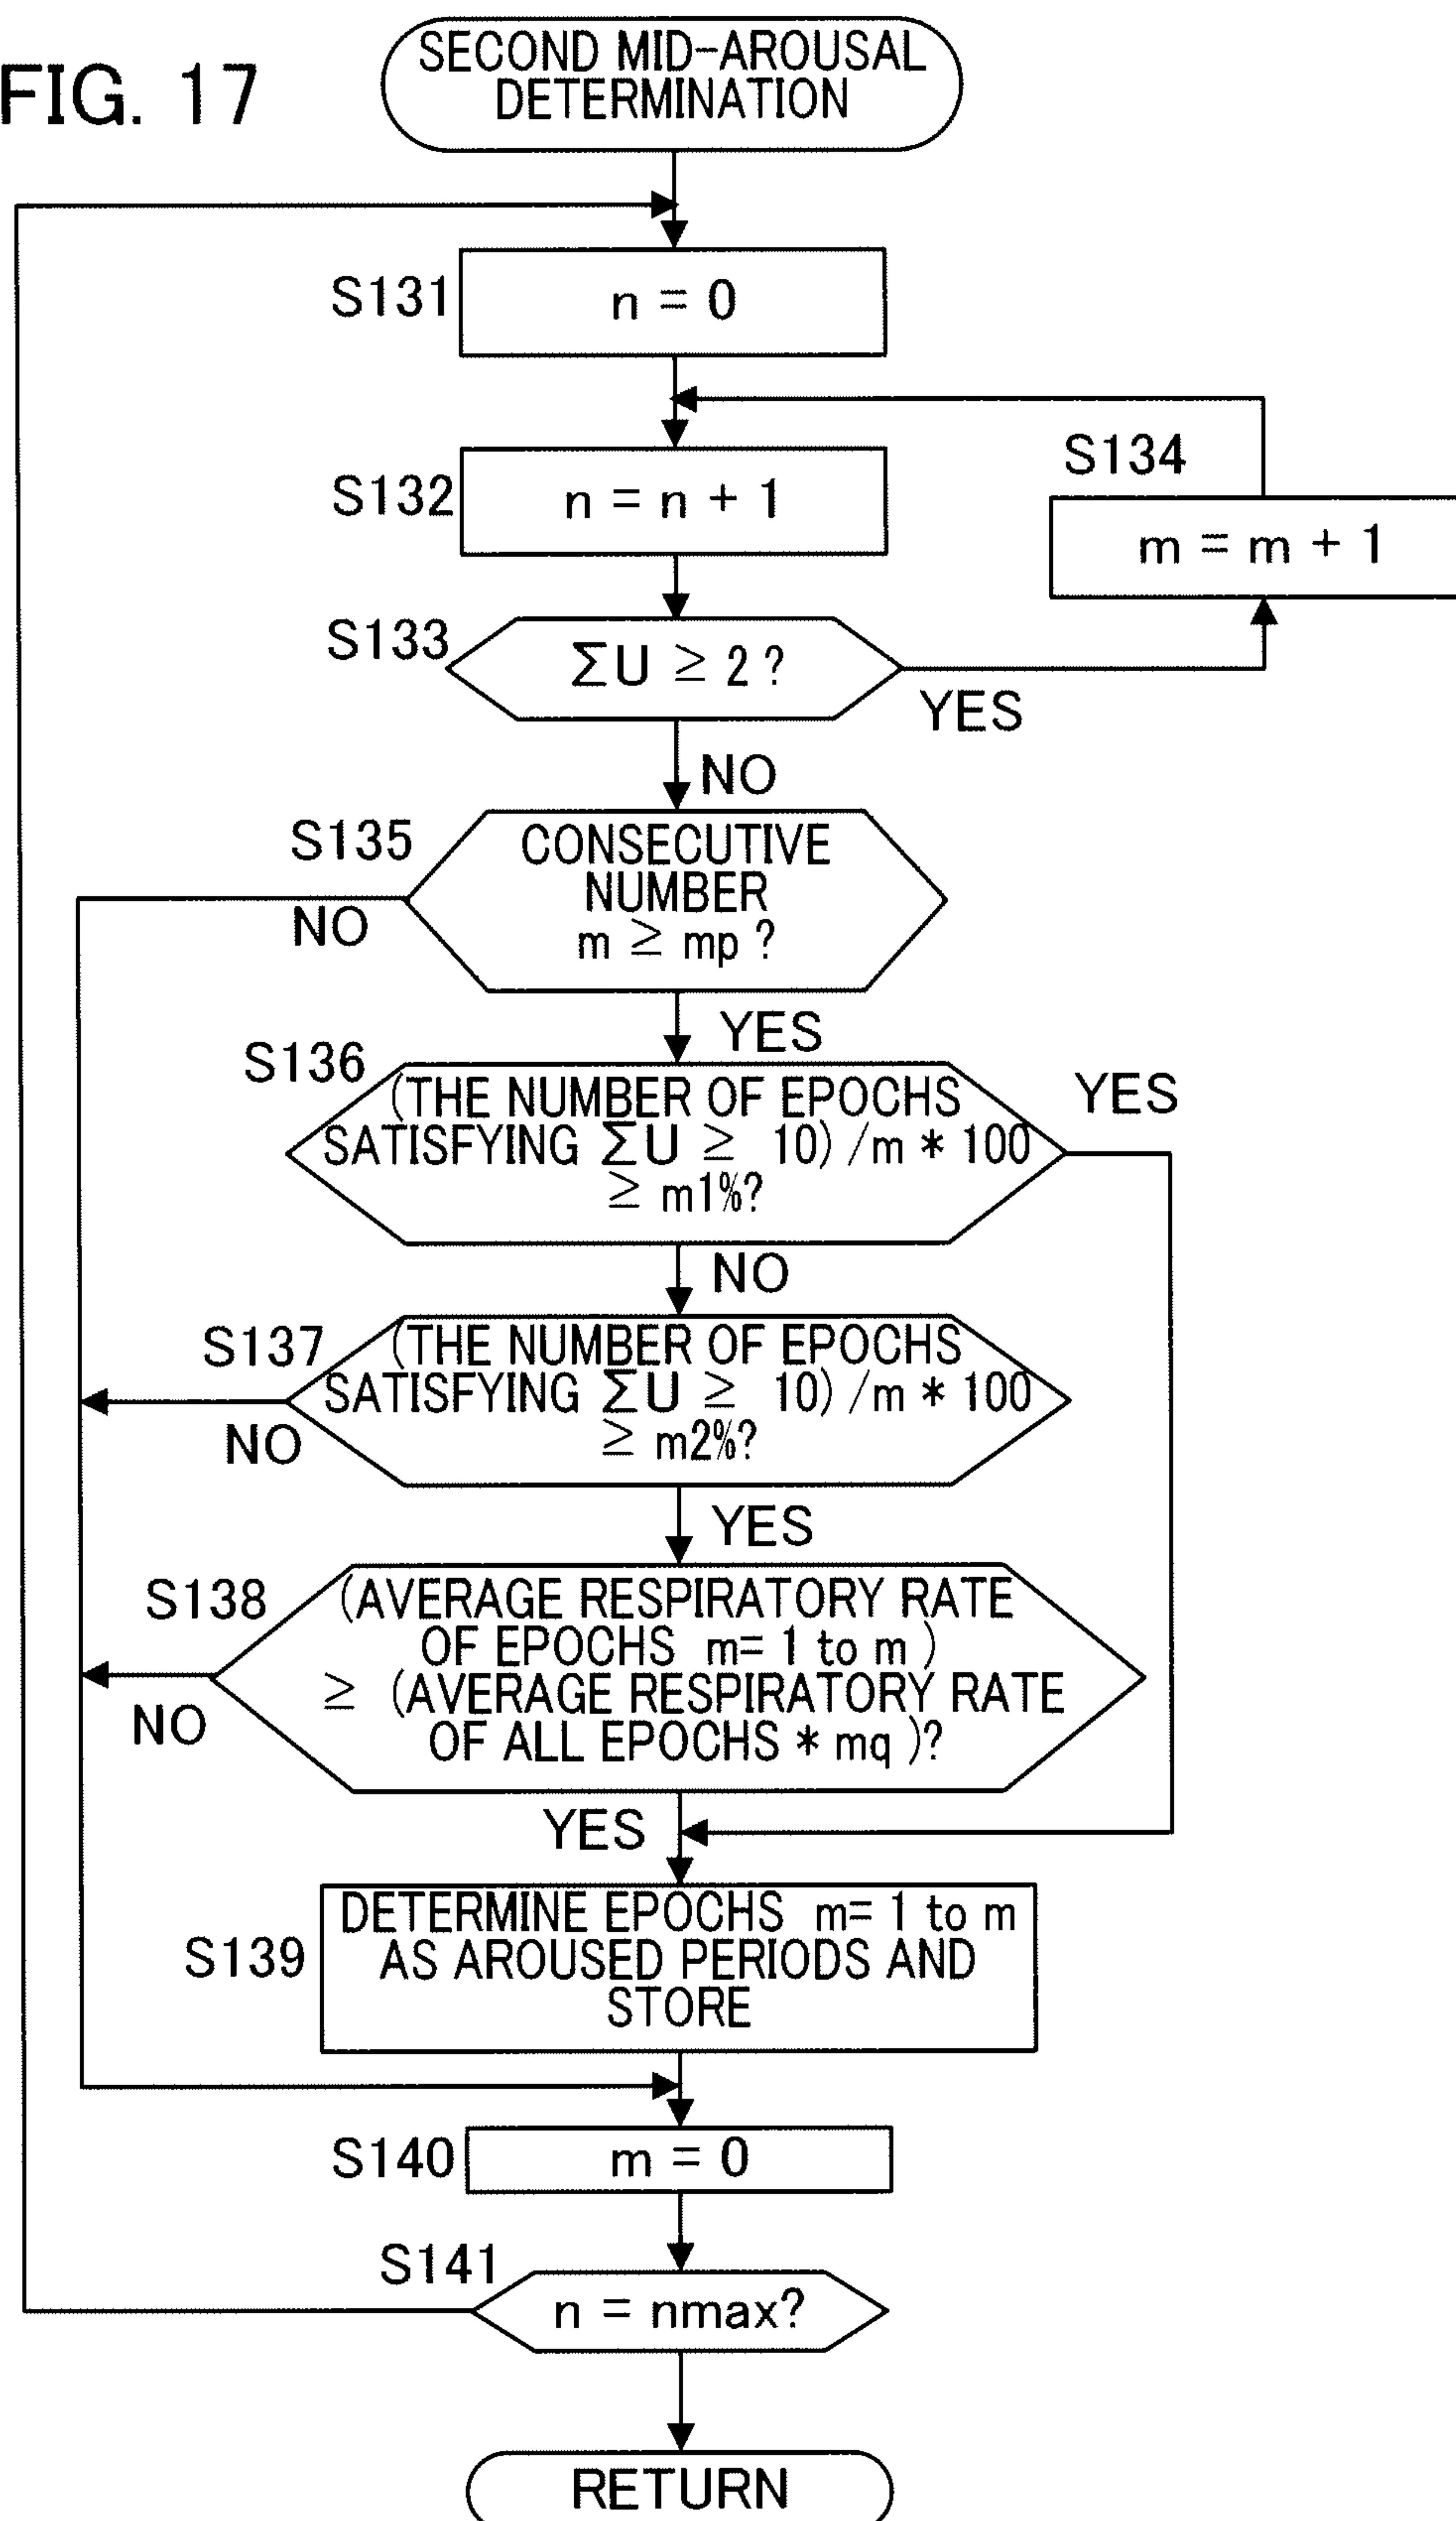 FIG. 17
SECOND MID-AROUSAL
DETERMINATION
S131
n = 0
S132
n = n + 1
S134
m = m + 1
S133
ΣU ≧ 2 ?
YES
NO
S135
CONSECUTIVE
NUMBER
m ≧ mp ?
NO
YES
S136
(THE NUMBER OF EPOCHS
SATISFYING ΣU ≧ 10) /m * 100
≧ m1%?
YES
NO
S137
(THE NUMBER OF EPOCHS
SATISFYING ΣU ≧ 10) /m * 100
≧ m2%?
NO
YES
S138
(AVERAGE RESPIRATORY RATE
OF EPOCHS m= 1 to m )
≧ (AVERAGE RESPIRATORY RATE
OF ALL EPOCHS * mq )?
NO
YES
S139
DETERMINE EPOCHS m= 1 to m
AS AROUSED PERIODS AND
STORE
S140
m = 0
S141
n = nmax?
RETURN